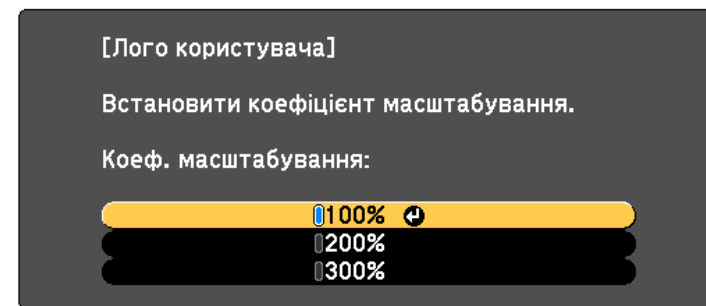 [Лого користувача]
Встановити коефіцієнт масштабування.
Коеф. масштабування:
100%
200%
300%